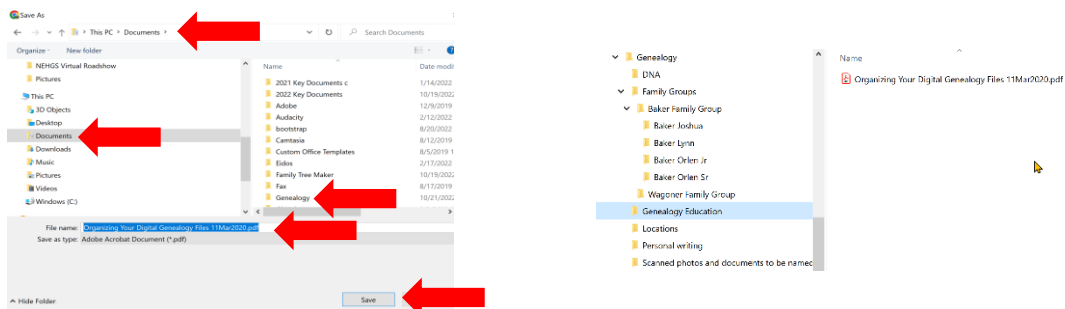 Save As
This PC > Documents >
Search Documents
Organize
New folder
NEHGS Virtual Roadshow
Pictures
This PC
3D Objects
Desktop
Documents
Downloads
Music
Pictures
Videos
Windows (C:)
Name Date modi
2021 Key Documents c 1/14/2022
2022 Key Documents 10/19/2022
Adobe 12/9/2019
Audacity 2/12/2022
bootstrap 8/20/2022
Camtasia 8/12/2019
Custom Office Templates 8/5/2019 1
Eidos 2/17/2022
Family Tree Maker 10/19/2022
Fax 8/17/2019
Genealogy 10/21/2022
File name: Organizing Your Digital Genealogy Files 11Mar2020.pdf
Save as type: Adobe Acrobat Document (*.pdf)
Hide Folder
Save
Genealogy
DNA
Family Groups
Baker Family Group
Baker Joshua
Baker Lynn
Baker Orlen Jr
Baker Orlen Sr
Wagoner Family Group
Genealogy Education
Locations
Personal writing
Scanned photos and documents to be named
Name
Organizing Your Digital Genealogy Files 11Mar2020.pdf